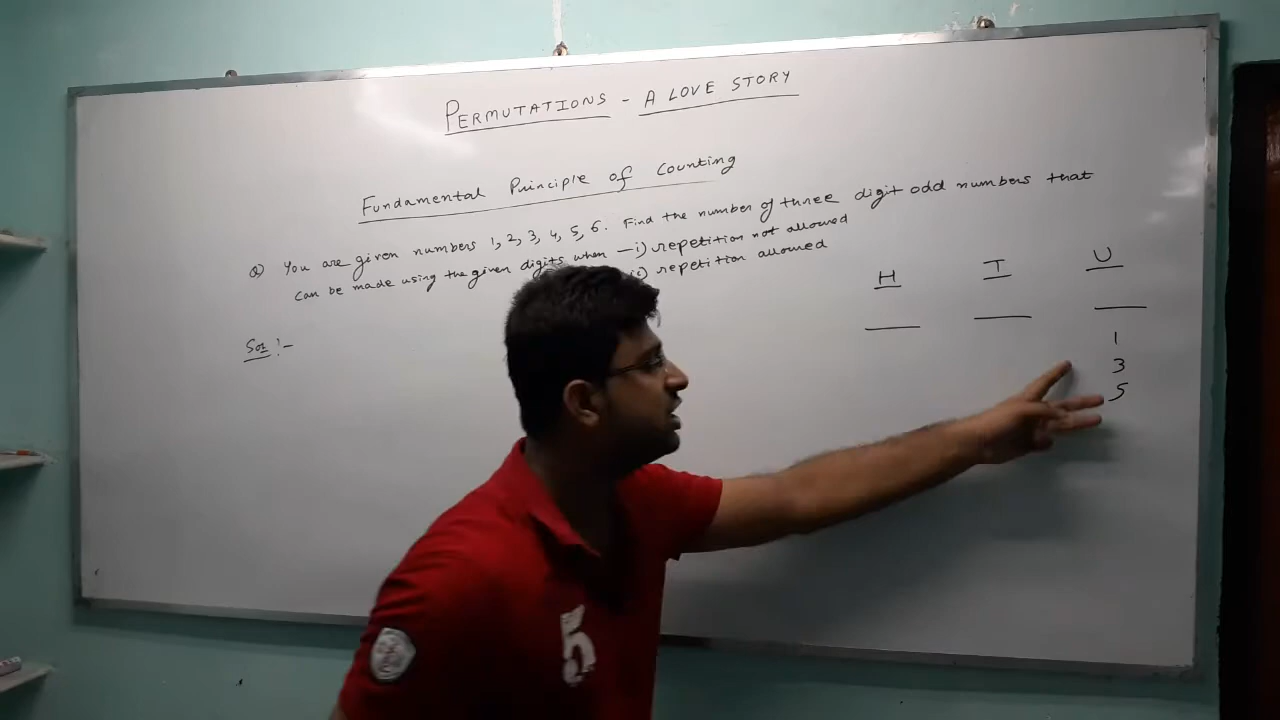 PERMUTATIONS - A LOVE STORY
Fundamental Principle of Counting
Q) You are given numbers 1, 2, 3, 4, 5, 6. Find the number of three digit odd numbers that
can be made using the given digits when - i) repetition not allowed
) repetition allowed
H T U
Sol :-
1
3
5
5